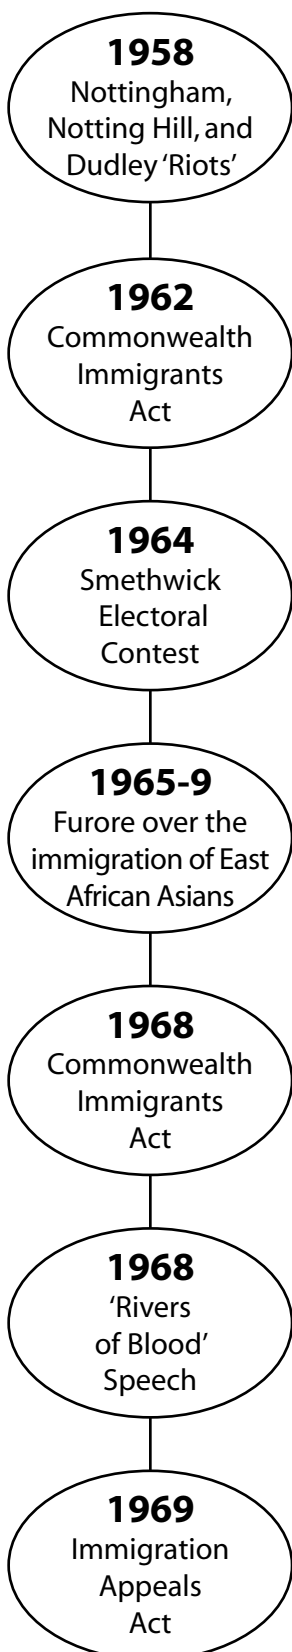 1958
Nottingham,
Notting Hill, and
Dudley ‘Riots’
1962
Commonwealth
Immigrants
Act
1964
Smethwick
Electoral
Contest
1965-9
Furore over the
immigration of East
African Asians
1968
Commonwealth
Immigrants
Act
1968
‘Rivers
of Blood’
Speech
1969
Immigration
Appeals
Act